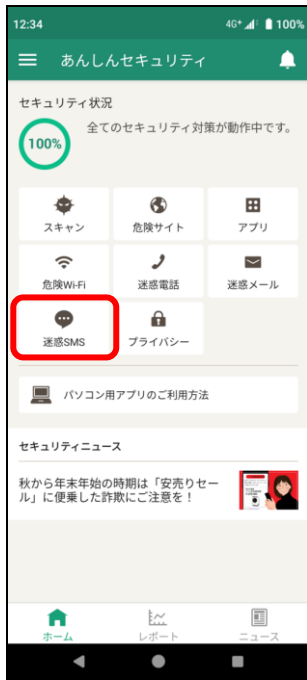 12:34
4G+ 100%
あんしんセキュリティ
セキュリティ状況
100%
全てのセキュリティ対策が動作中です。
スキャン
危険サイト
アプリ
危険Wi-Fi
迷惑電話
迷惑メール
迷惑SMS
プライバシー
パソコン用アプリのご利用方法
セキュリティニュース
秋から年末年始の時期は「安売りセー
ル」に便乗した詐欺にご注意を！
ホーム
レポート
ニュース